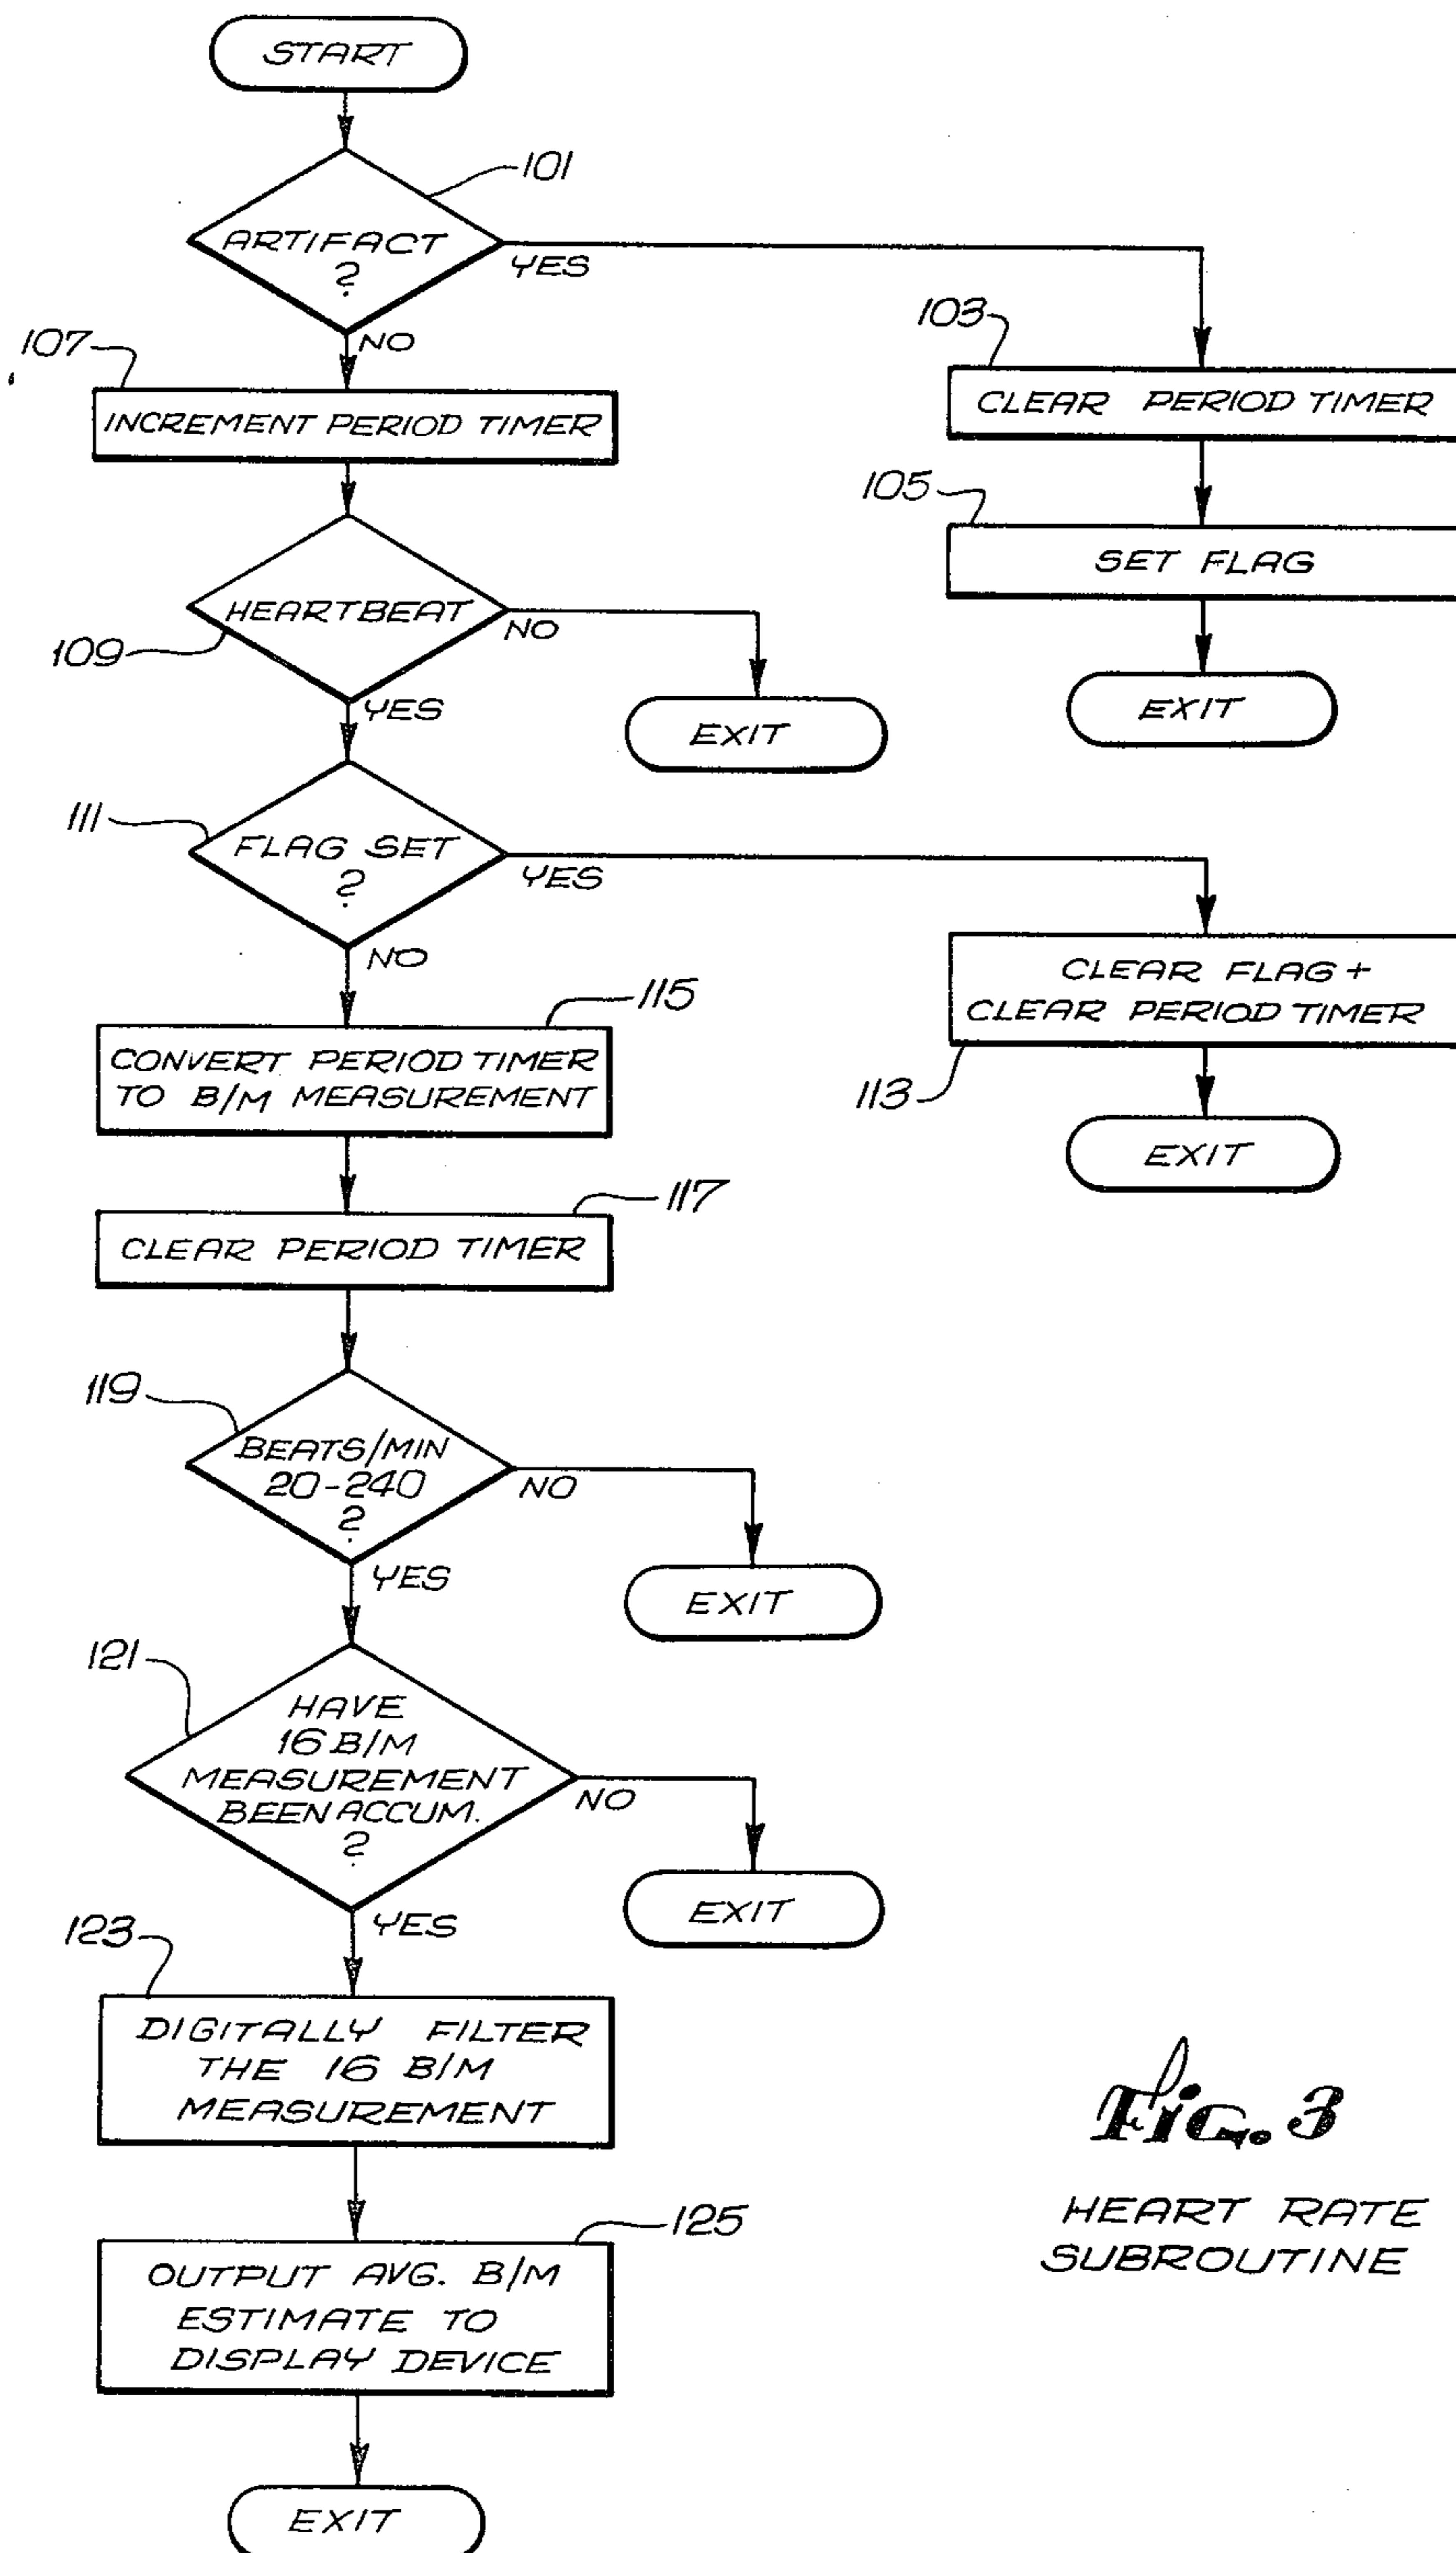 START
101
ARTIFACT
?
YES
NO
107
INCREMENT PERIOD TIMER
103
CLEAR PERIOD TIMER
105
SET FLAG
EXIT
HEARTBEAT
109
NO
EXIT
YES
111
FLAG SET
?
YES
NO
CLEAR FLAG +
CLEAR PERIOD TIMER
113
EXIT
115
CONVERT PERIOD TIMER
TO B/M MEASUREMENT
117
CLEAR PERIOD TIMER
119
BEATS/MIN
20-240
?
NO
EXIT
YES
121
HAVE
16 B/M
MEASUREMENT
BEEN ACCUM.
?
NO
EXIT
YES
123
DIGITALLY FILTER
THE 16 B/M
MEASUREMENT
125
OUTPUT AVG. B/M
ESTIMATE TO
DISPLAY DEVICE
EXIT
Fig. 3
HEART RATE
SUBROUTINE